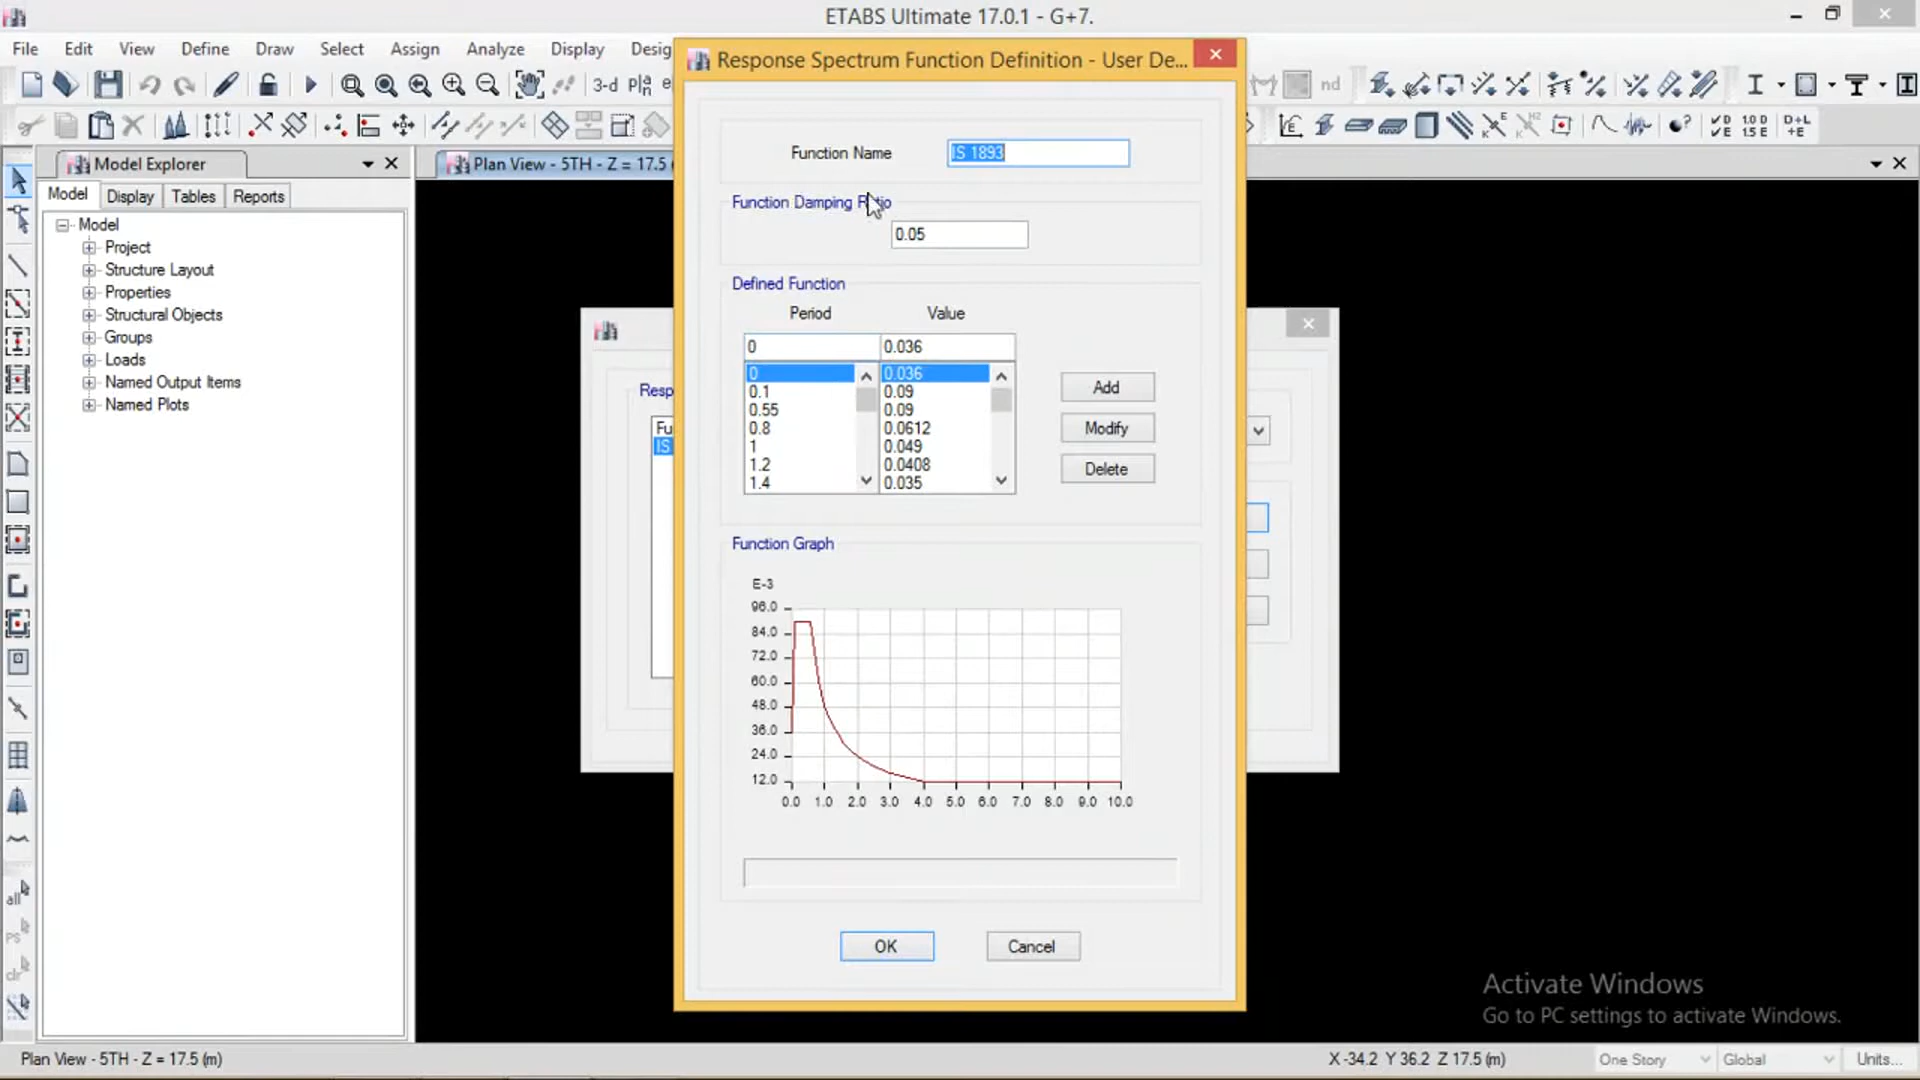 ETABS Ultimate 17.0.1 - G+7.
File Edit View Define Draw Select Assign Analyze Display Desig
Response Spectrum Function Definition - User De...
3-d
nd
Model Explorer
Plan View - 5TH - Z = 17.5
Model Display Tables Reports
Model
Project
Structure Layout
Properties
Structural Objects
Groups
Loads
Named Output Items
Named Plots
all
PS
clr
Resp
Fu
IS
Function Name
IS 1893
Function Damping
0.05
Defined Function
Period Value
0 0.036
0 0.036
0.1 0.09
0.55 0.09
0.8 0.0612
1 0.049
1.2 0.0408
1.4 0.035
Add
Modify
Delete
Function Graph
E-3
96.0
84.0
72.0
60.0
48.0
36.0
24.0
12.0
0.0 1.0 2.0 3.0 4.0 5.0 6.0 7.0 8.0 9.0 10.0
OK Cancel
Activate Windows
Go to PC settings to activate Windows.
Plan View - 5TH - Z = 17.5 (m)
X -34.2 Y 36.2 Z 17.5 (m)
One Story Global Units...